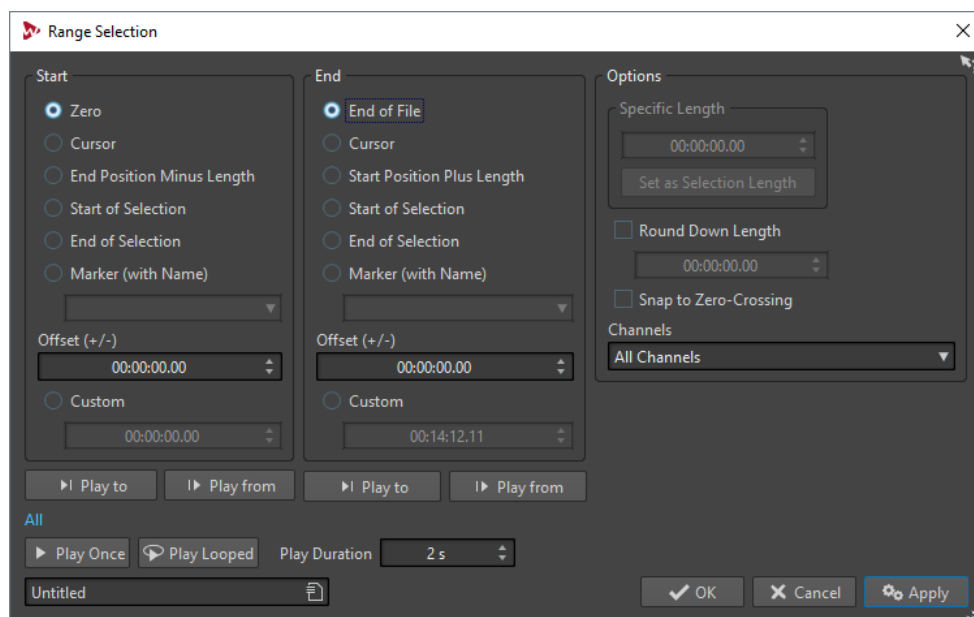 Range Selection
Start
Zero
Cursor
End Position Minus Length
Start of Selection
End of Selection
Marker (with Name)
Offset (+/-)
00:00:00.00
Custom
00:00:00.00
Play to
Play from
End
End of File
Cursor
Start Position Plus Length
Start of Selection
End of Selection
Marker (with Name)
Offset (+/-)
00:00:00.00
Custom
00:14:12.11
Play to
Play from
Options
Specific Length
00:00:00.00
Set as Selection Length
Round Down Length
00:00:00.00
Snap to Zero-Crossing
Channels
All Channels
All
Play Once
Play Looped
Play Duration
2 s
Untitled
OK
Cancel
Apply